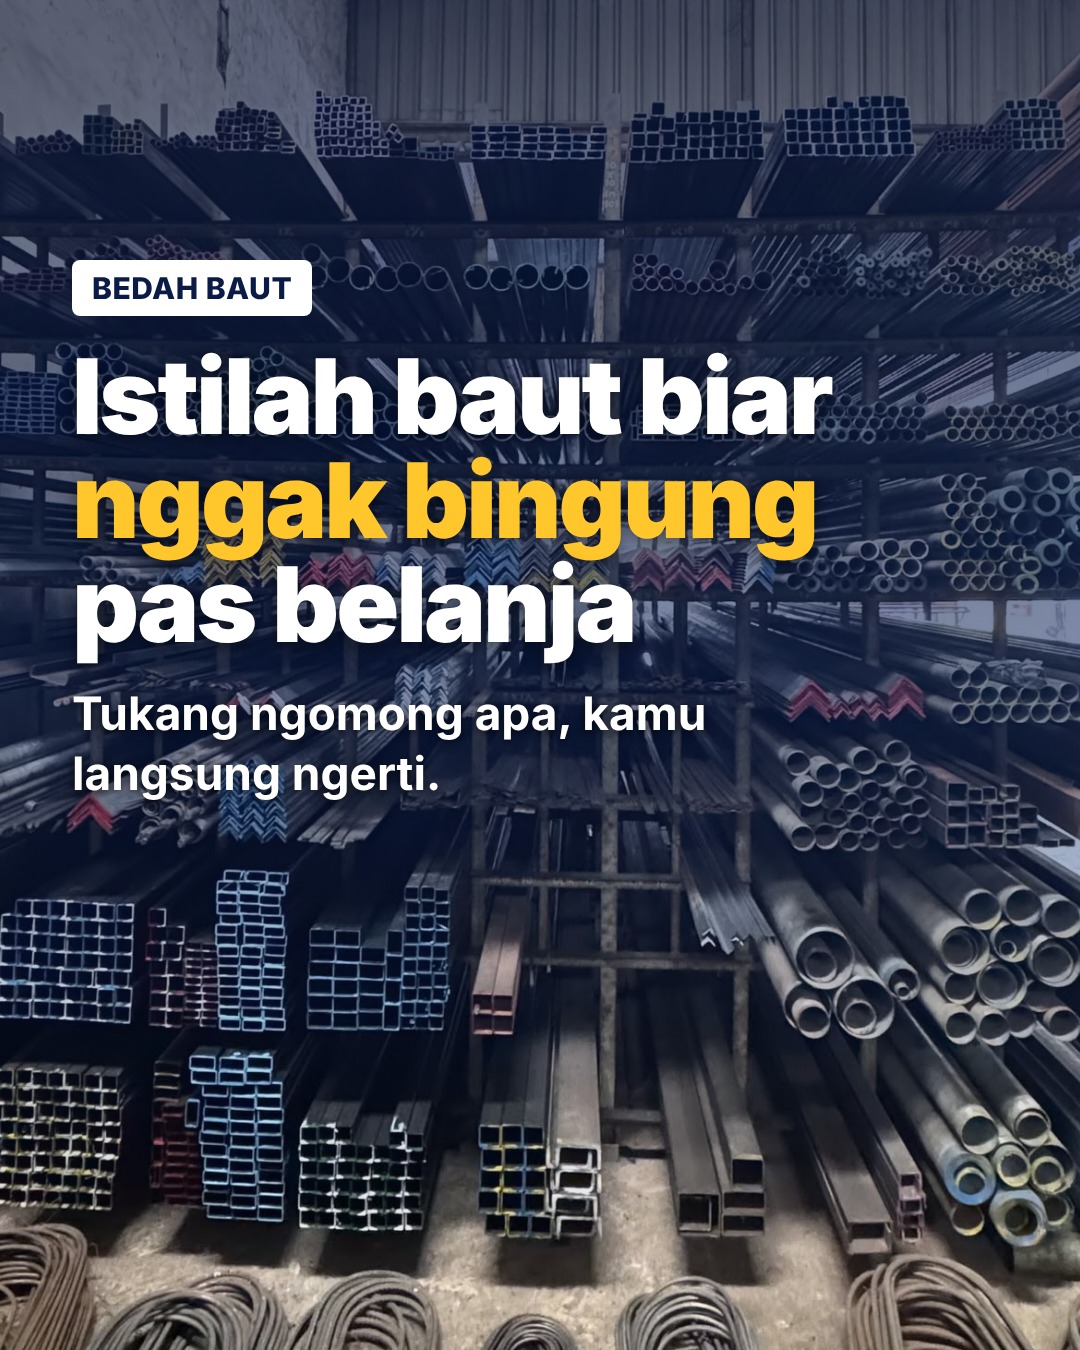 BEDAH BAUT
Istilah baut biar
nggak bingung
pas belanja
Tukang ngomong apa, kamu
langsung ngerti.